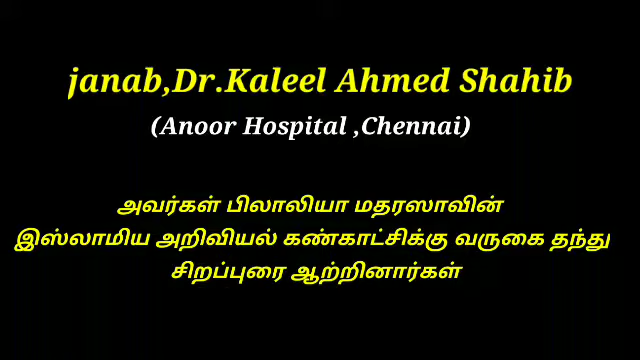 janab,Dr.Kaleel Ahmed Shahib
(Anoor Hospital ,Chennai)
அவர்கள் பிலாலியா மதரஸாவின்
இஸ்லாமிய அறிவியல் கண்காட்சிக்கு வருகை தந்து
சிறப்புரை ஆற்றினார்கள்